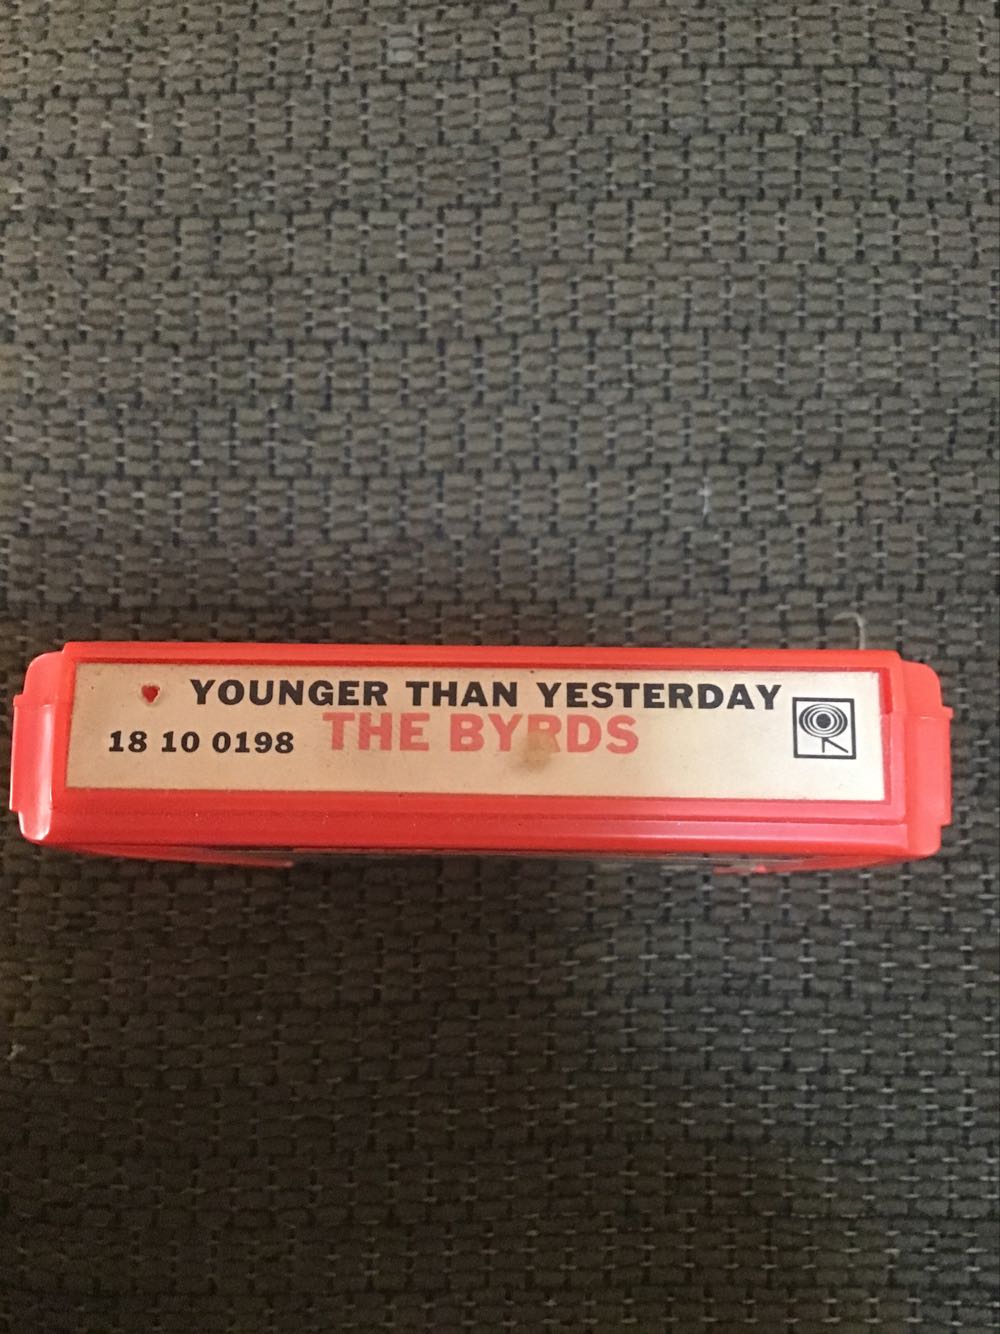 YOUNGER THAN YESTERDAY
18 10 0198 THE BYRDS